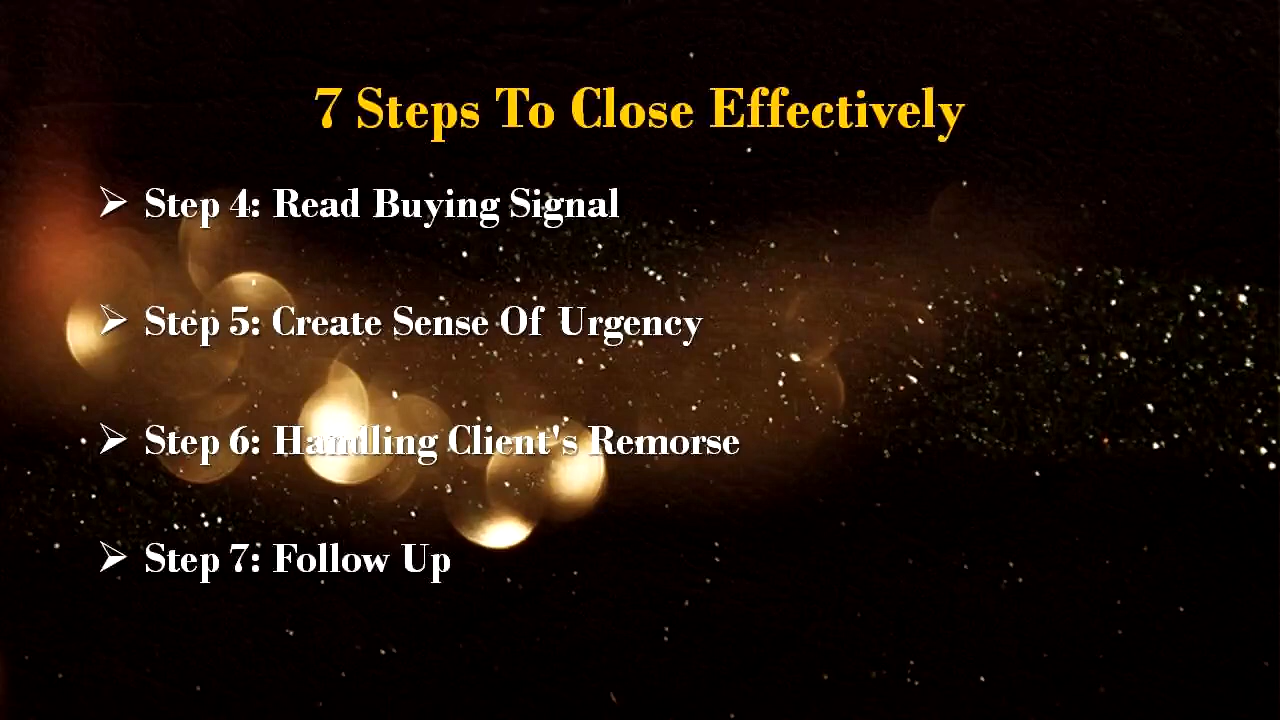 7 Steps To Close Effectively
➢ Step 4: Read Buying Signal
➢ Step 5: Create Sense Of Urgency
➢ Step 6: Handling Client's Remorse
➢ Step 7: Follow Up